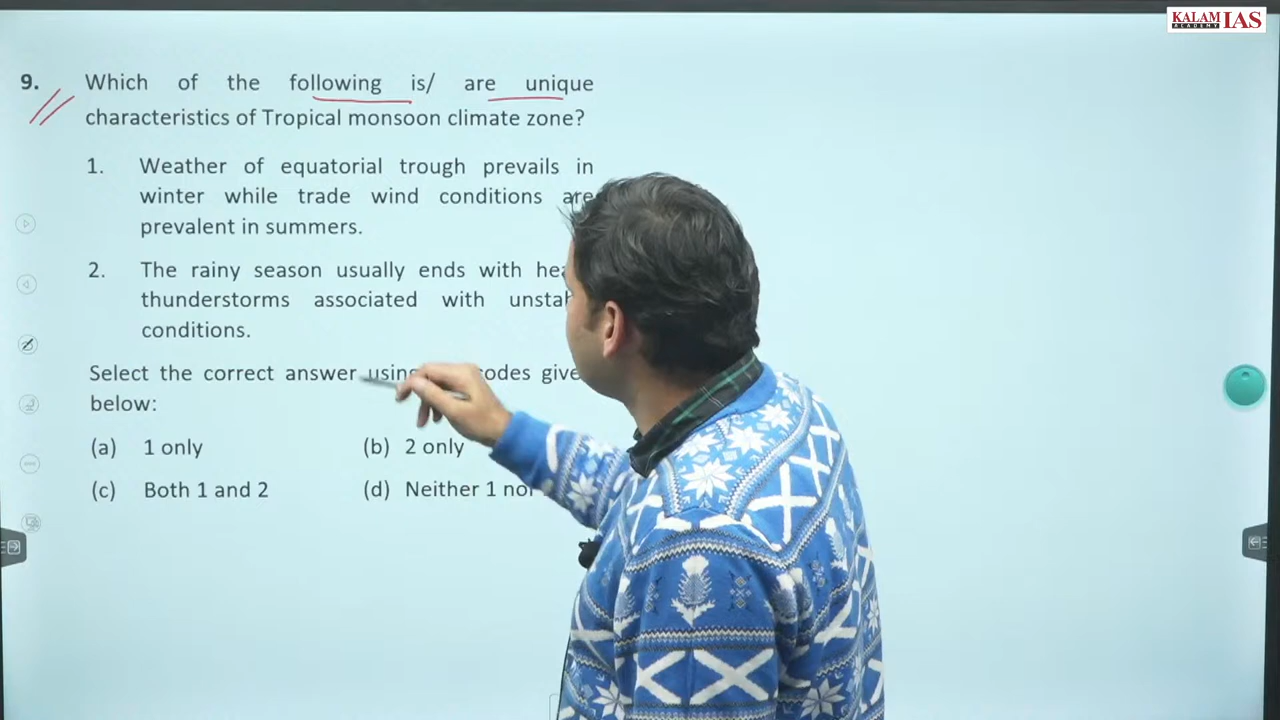 KALAM IAS
ACADEMY
9. Which of the following is/ are unique
characteristics of Tropical monsoon climate zone?
1. Weather of equatorial trough prevails in
winter while trade wind conditions are
prevalent in summers.
2. The rainy season usually ends with
thunderstorms associated with
conditions.
Select the correct answer using codes
below:
(a) 1 only (b) 2 only
(c) Both 1 and 2 (d) Neither 1 nor